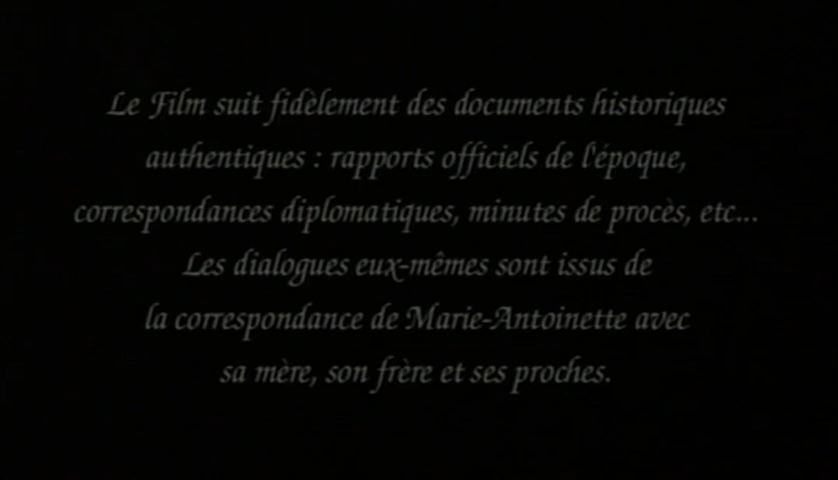 Le Film suit fidèlement des documents historiques
authentiques : rapports officiels de l'époque,
correspondances diplomatiques, minutes de procès, etc...
Les dialogues eux-mêmes sont issus de
la correspondance de Marie-Antoinette avec
sa mère, son frère et ses proches.